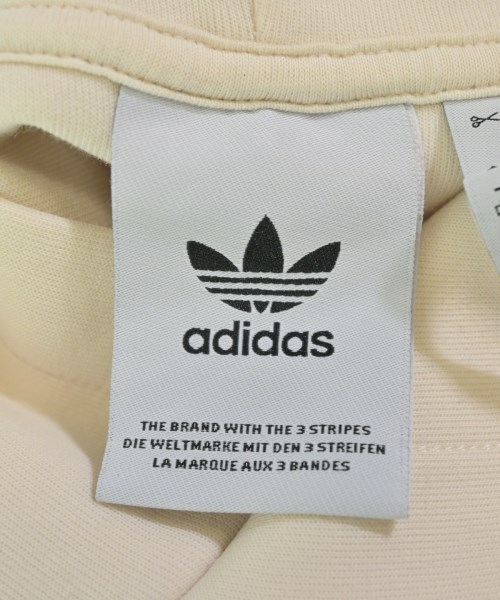 adidas
THE BRAND WITH THE 3 STRIPES
DIE WELTMARKE MIT DEN 3 STREIFEN
LA MARQUE AUX 3 BANDES